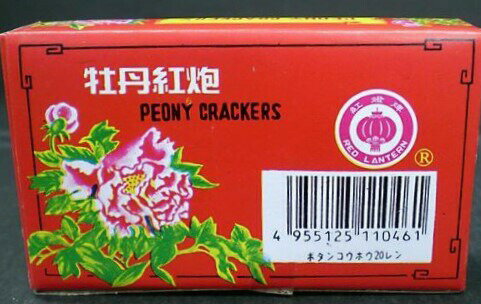 牡丹紅炮
PEONY CRACKERS
紅燈牌
RED LANTERN
®
4 955125 110461
ボタンコウホウ20レン